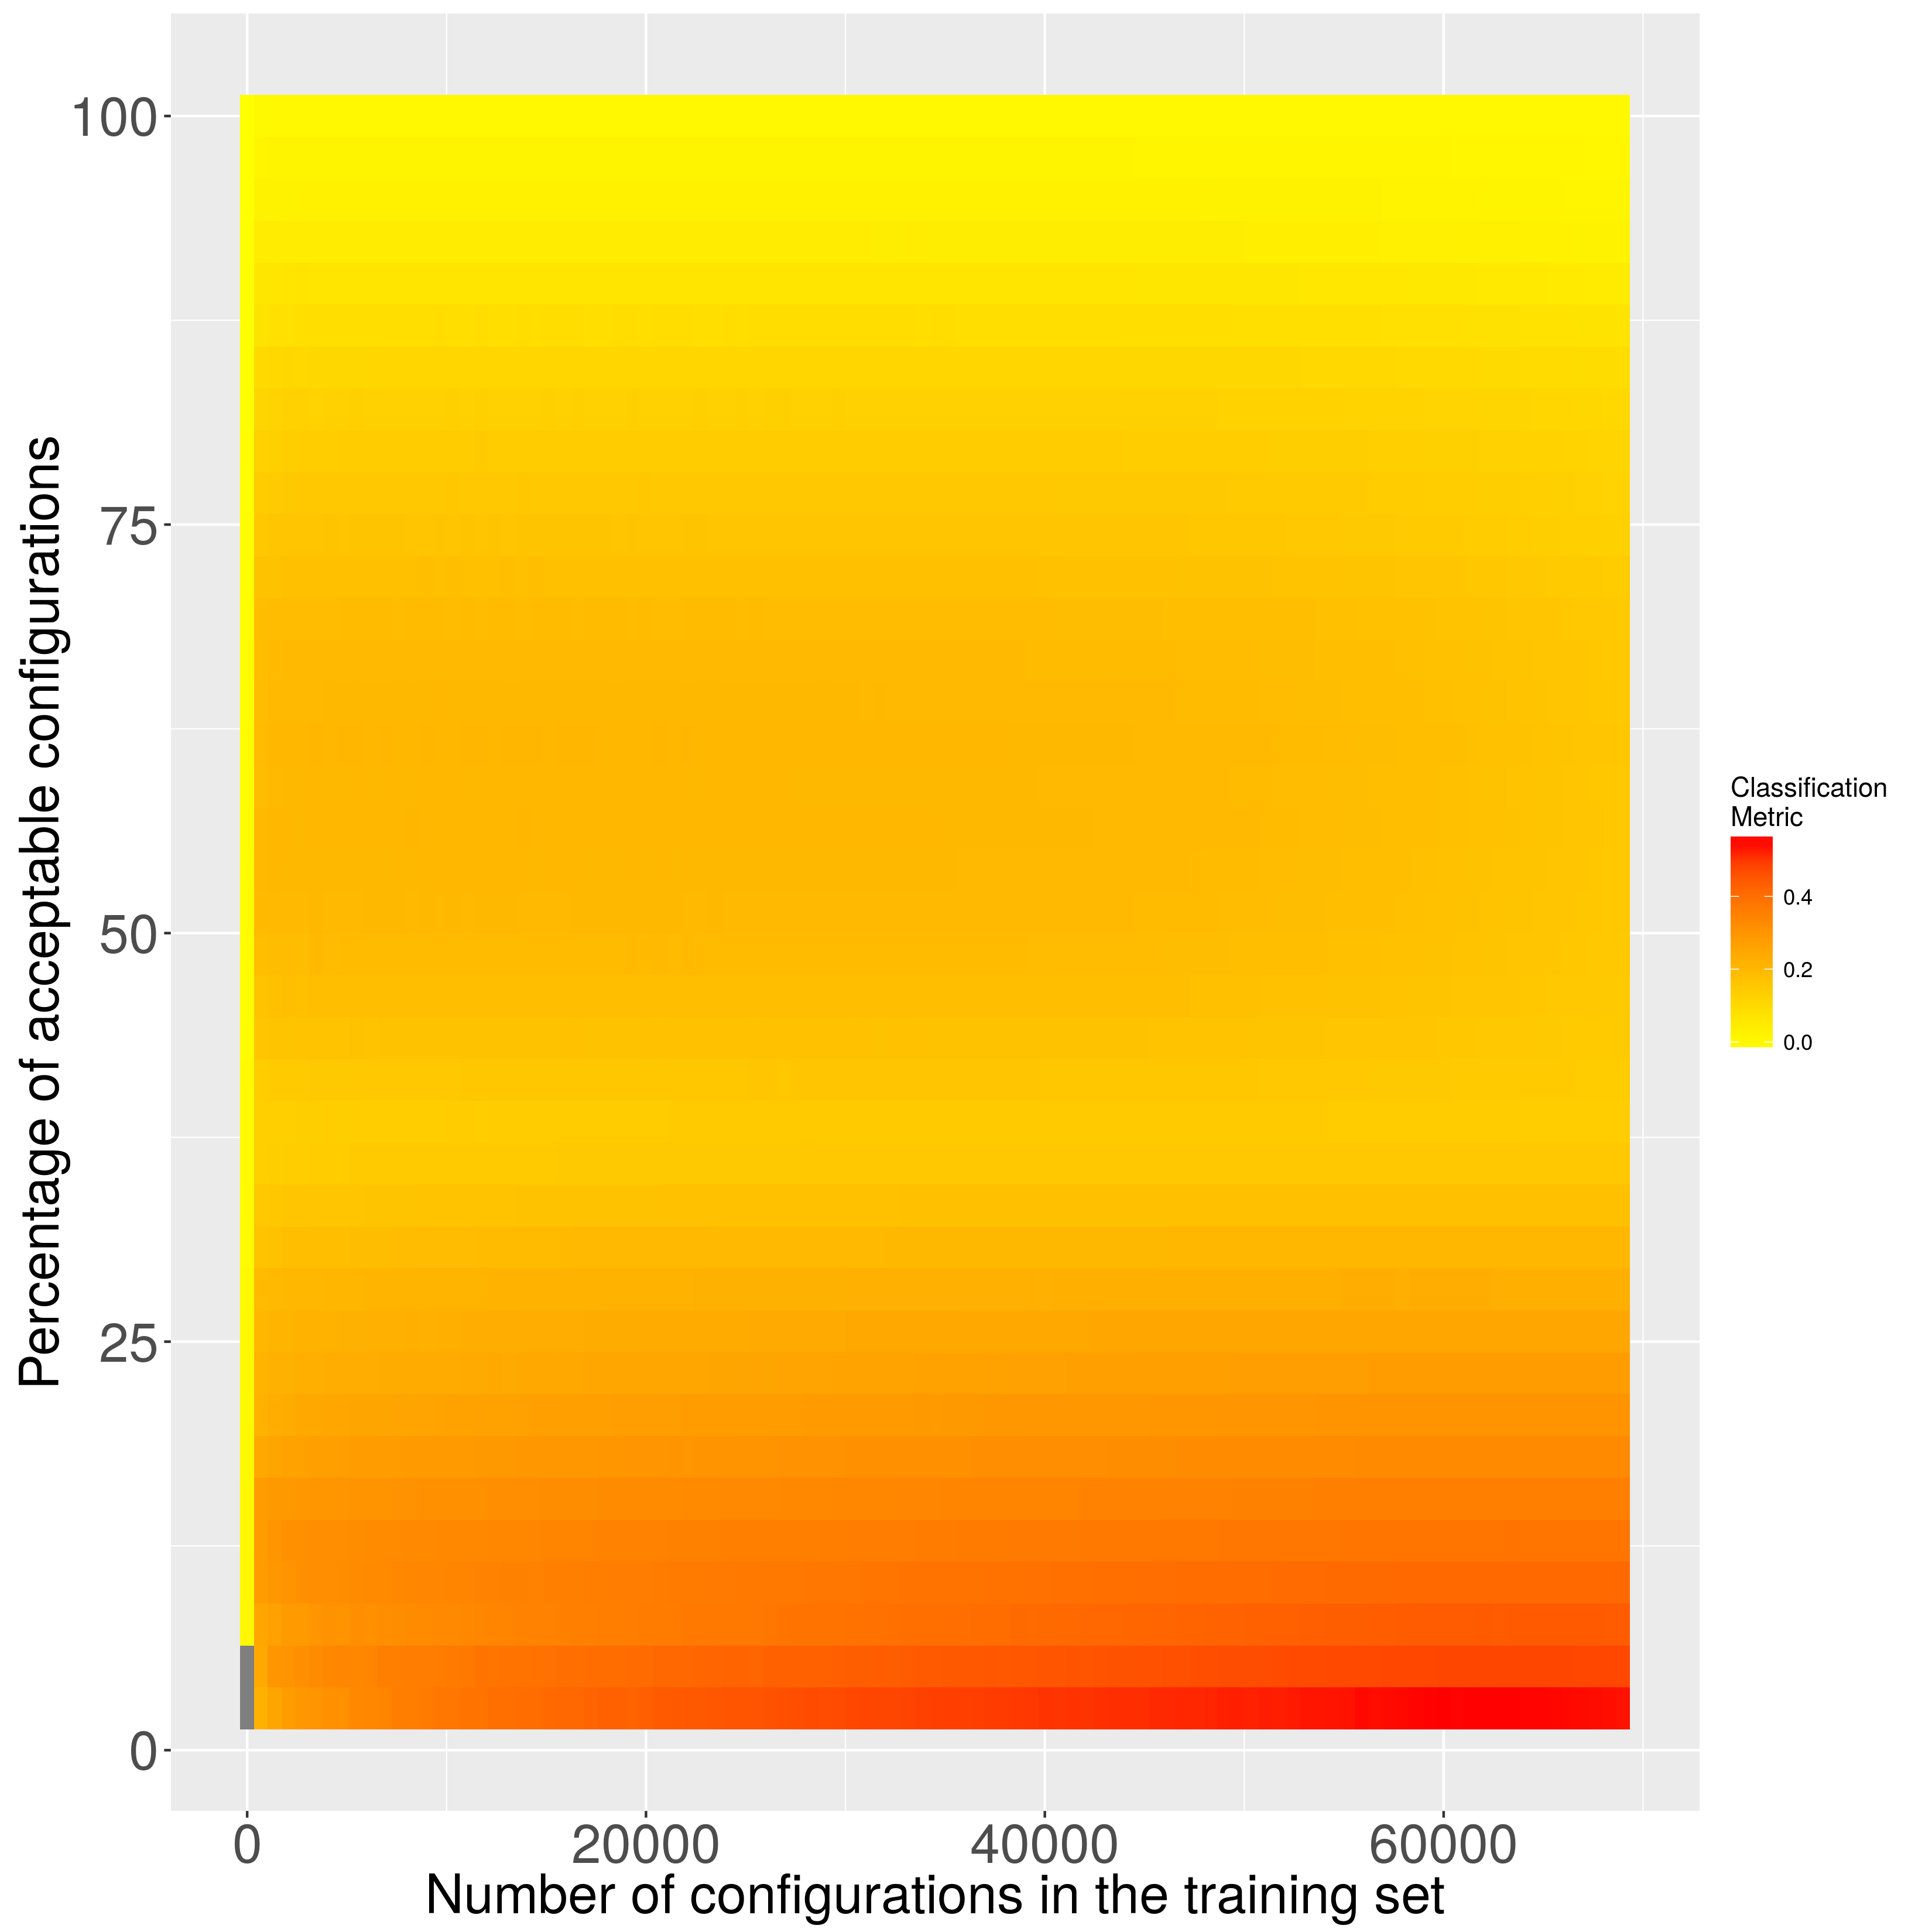 100
75
50
25
0
Percentage of acceptable configurations
0 20000 40000 60000
Number of configurations in the training set
Classification
Metric
0.4
0.2
0.0